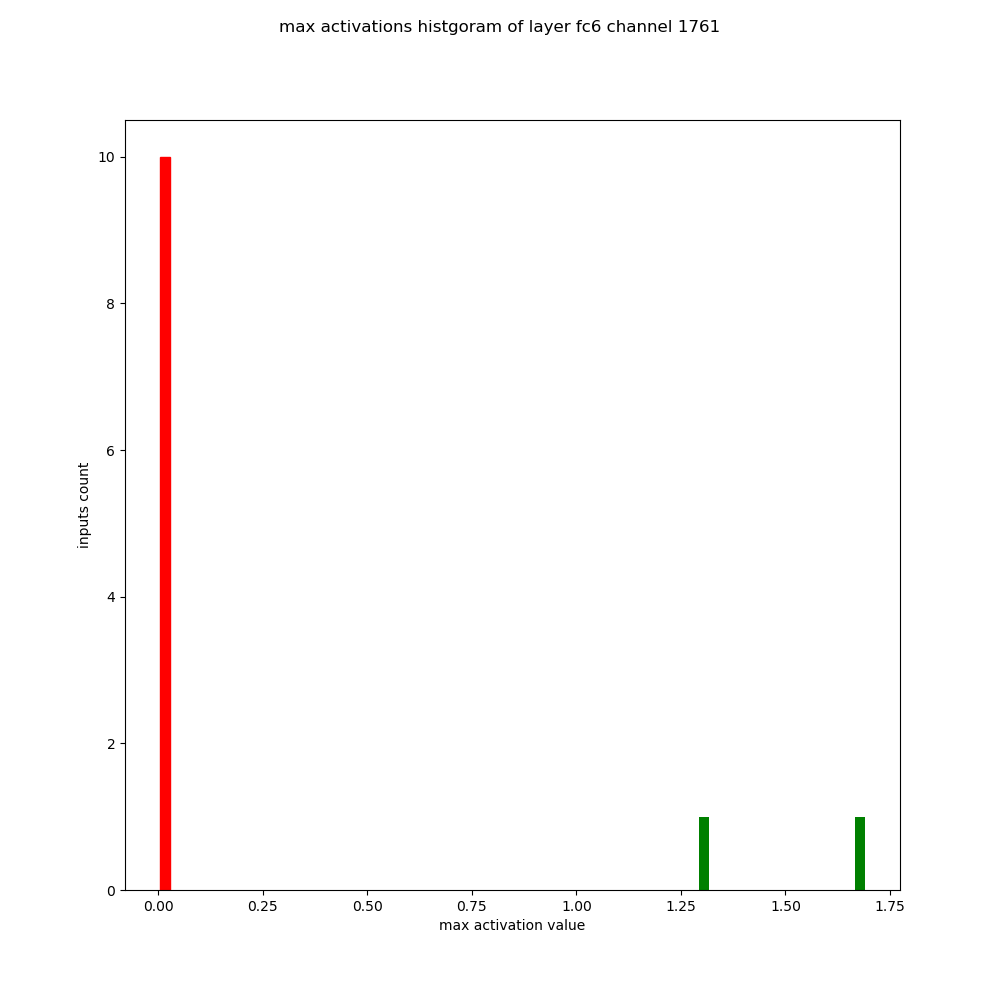 max activations histgoram of layer fc6 channel 1761
10
8
6
4
2
0
inputs count
0.00 0.25 0.50 0.75 1.00 1.25 1.50 1.75
max activation value